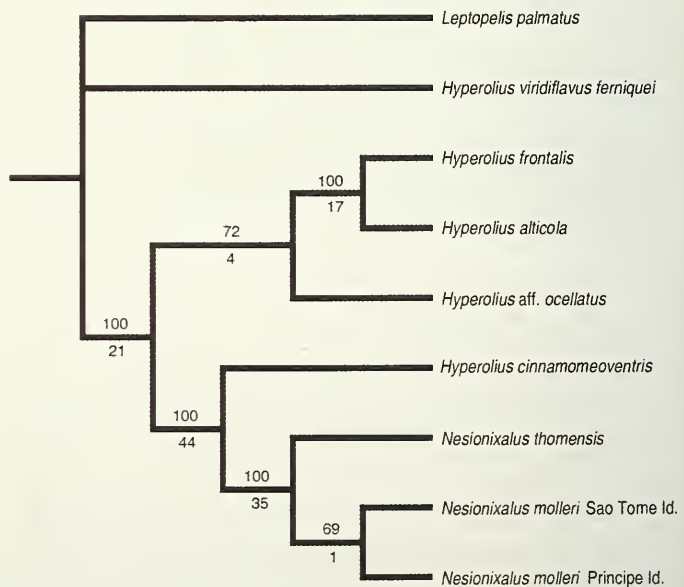 Leptopelis palmatus
Hyperolius viridiflavus ferniquei
Hyperolius frontalis
100
17
Hyperolius alticola
72
4
Hyperolius aff. ocellatus
100
21
Hyperolius cinnamomeoventris
100
44
Nesionixalus thomensis
100
35
Nesionixalus molleri Sao Tome Id.
69
1
Nesionixalus molleri Principe Id.